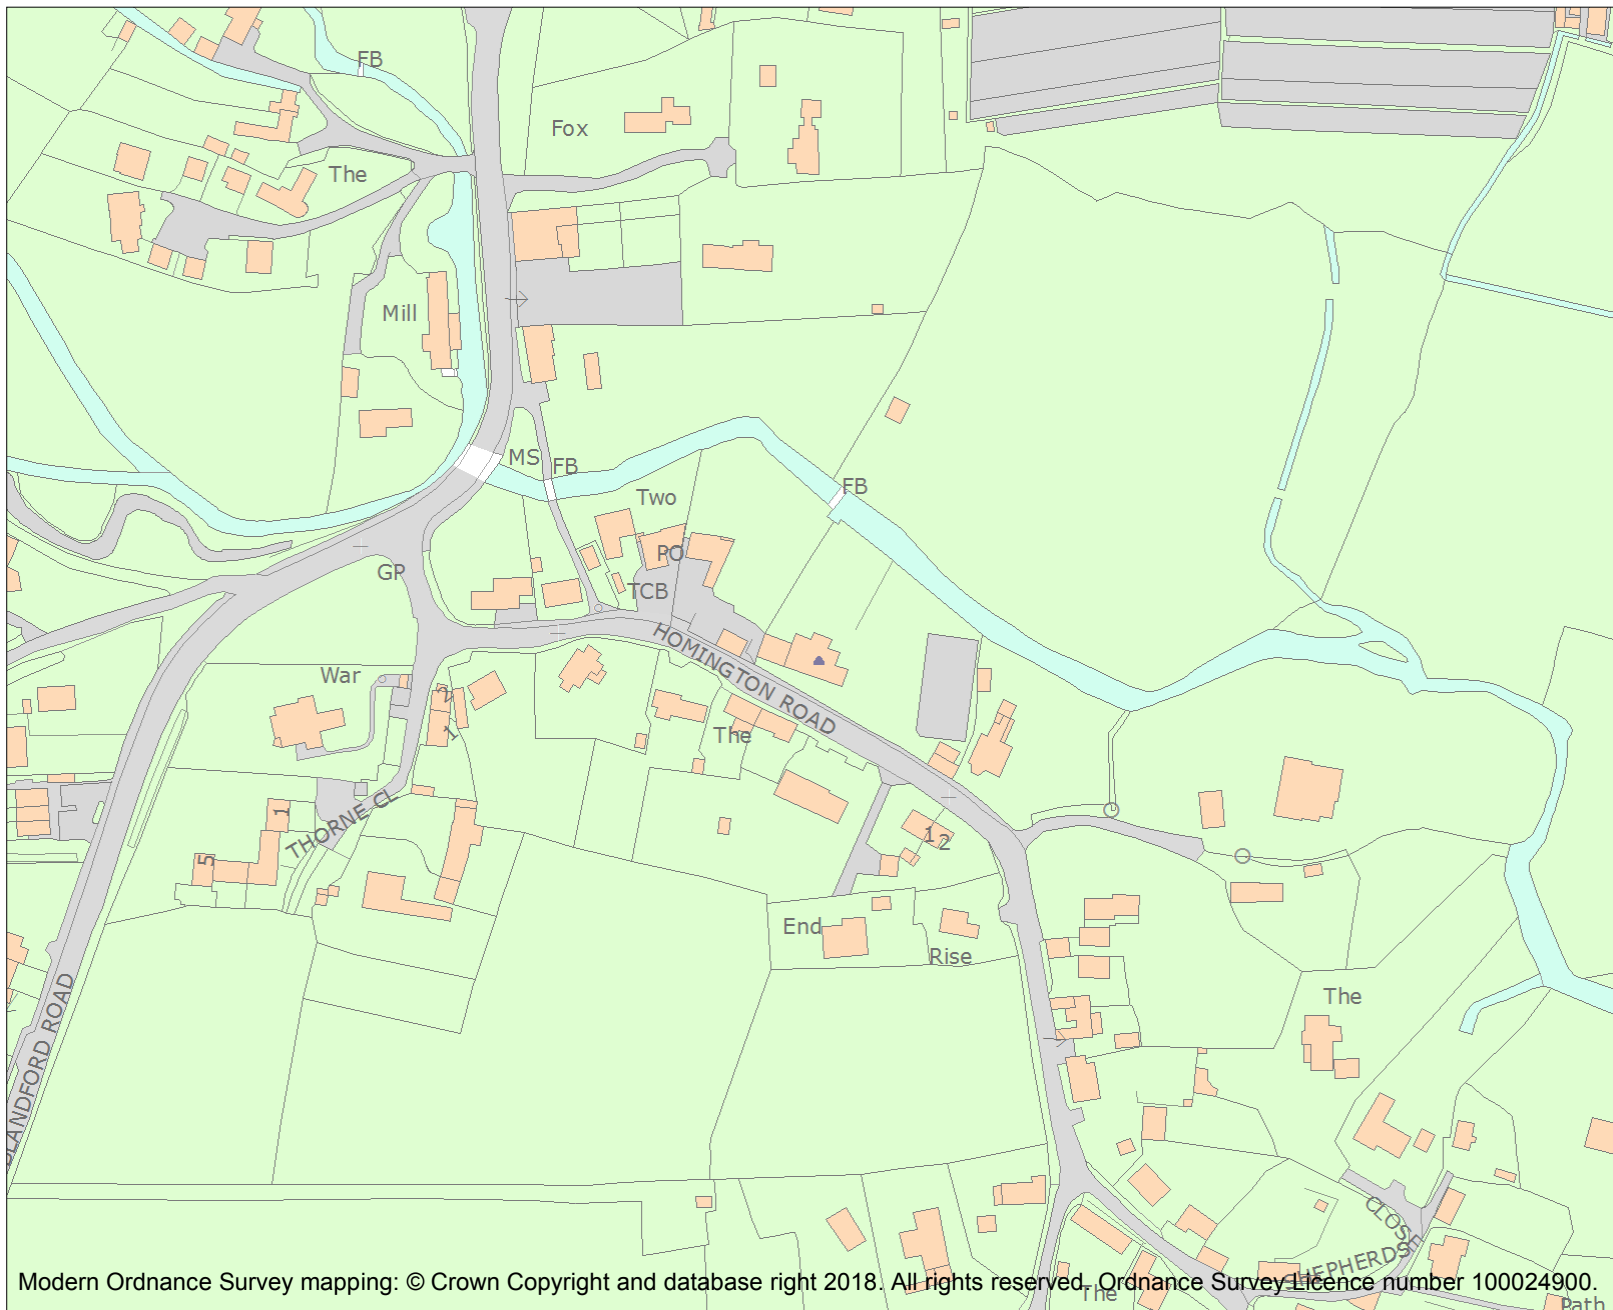 FB
Fox
The
Mill
MS
FB
FB
Two
PO
GP
TCB
HOMINGTON ROAD
War
2
1
The
THORNE CL
1
5
1
2
End
Rise
BLANDFORD ROAD
The
CLOSE
SHEPHERDS
The
Path
Modern Ordnance Survey mapping: © Crown Copyright and database right 2018. All rights reserved. Ordnance Survey Licence number 100024900.